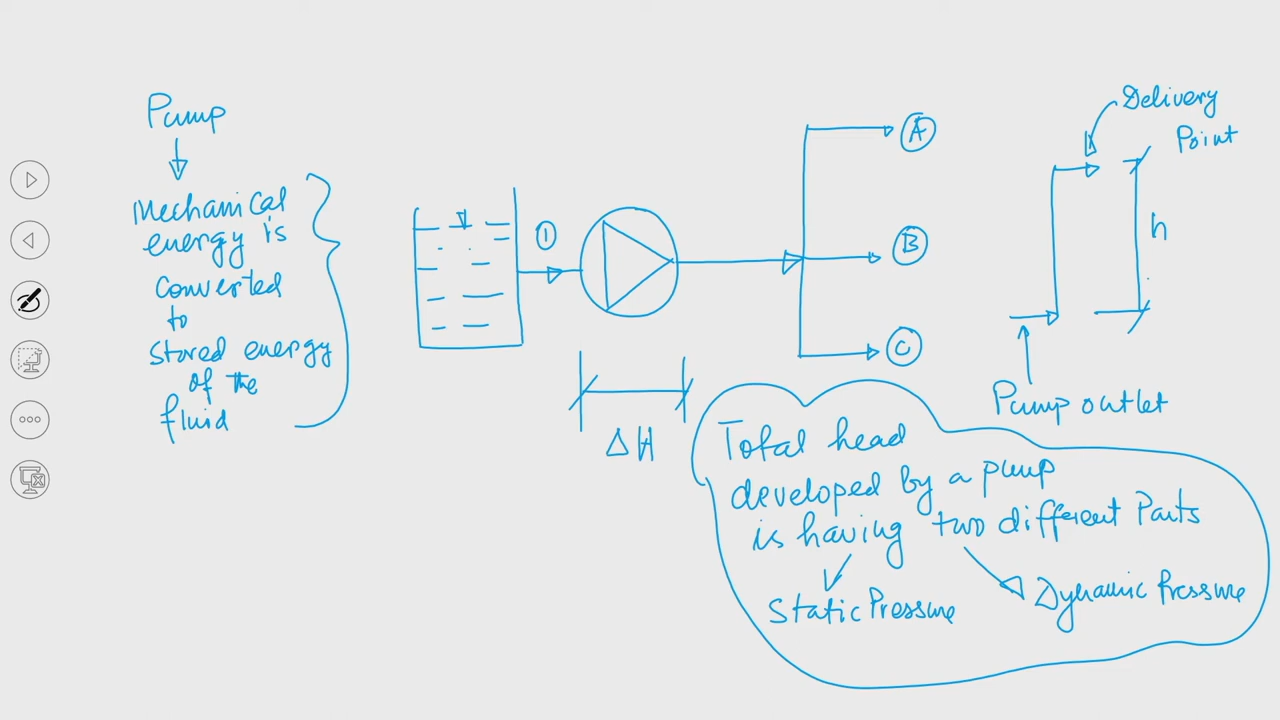 Pump
Mechanical
energy is
converted
to
stored energy
of the
fluid
1
A
B
C
ΔH
Delivery
Point
h
Pump outlet
Total head
developed by a pump
is having two different Parts
Static Pressure
Dynamic Pressure